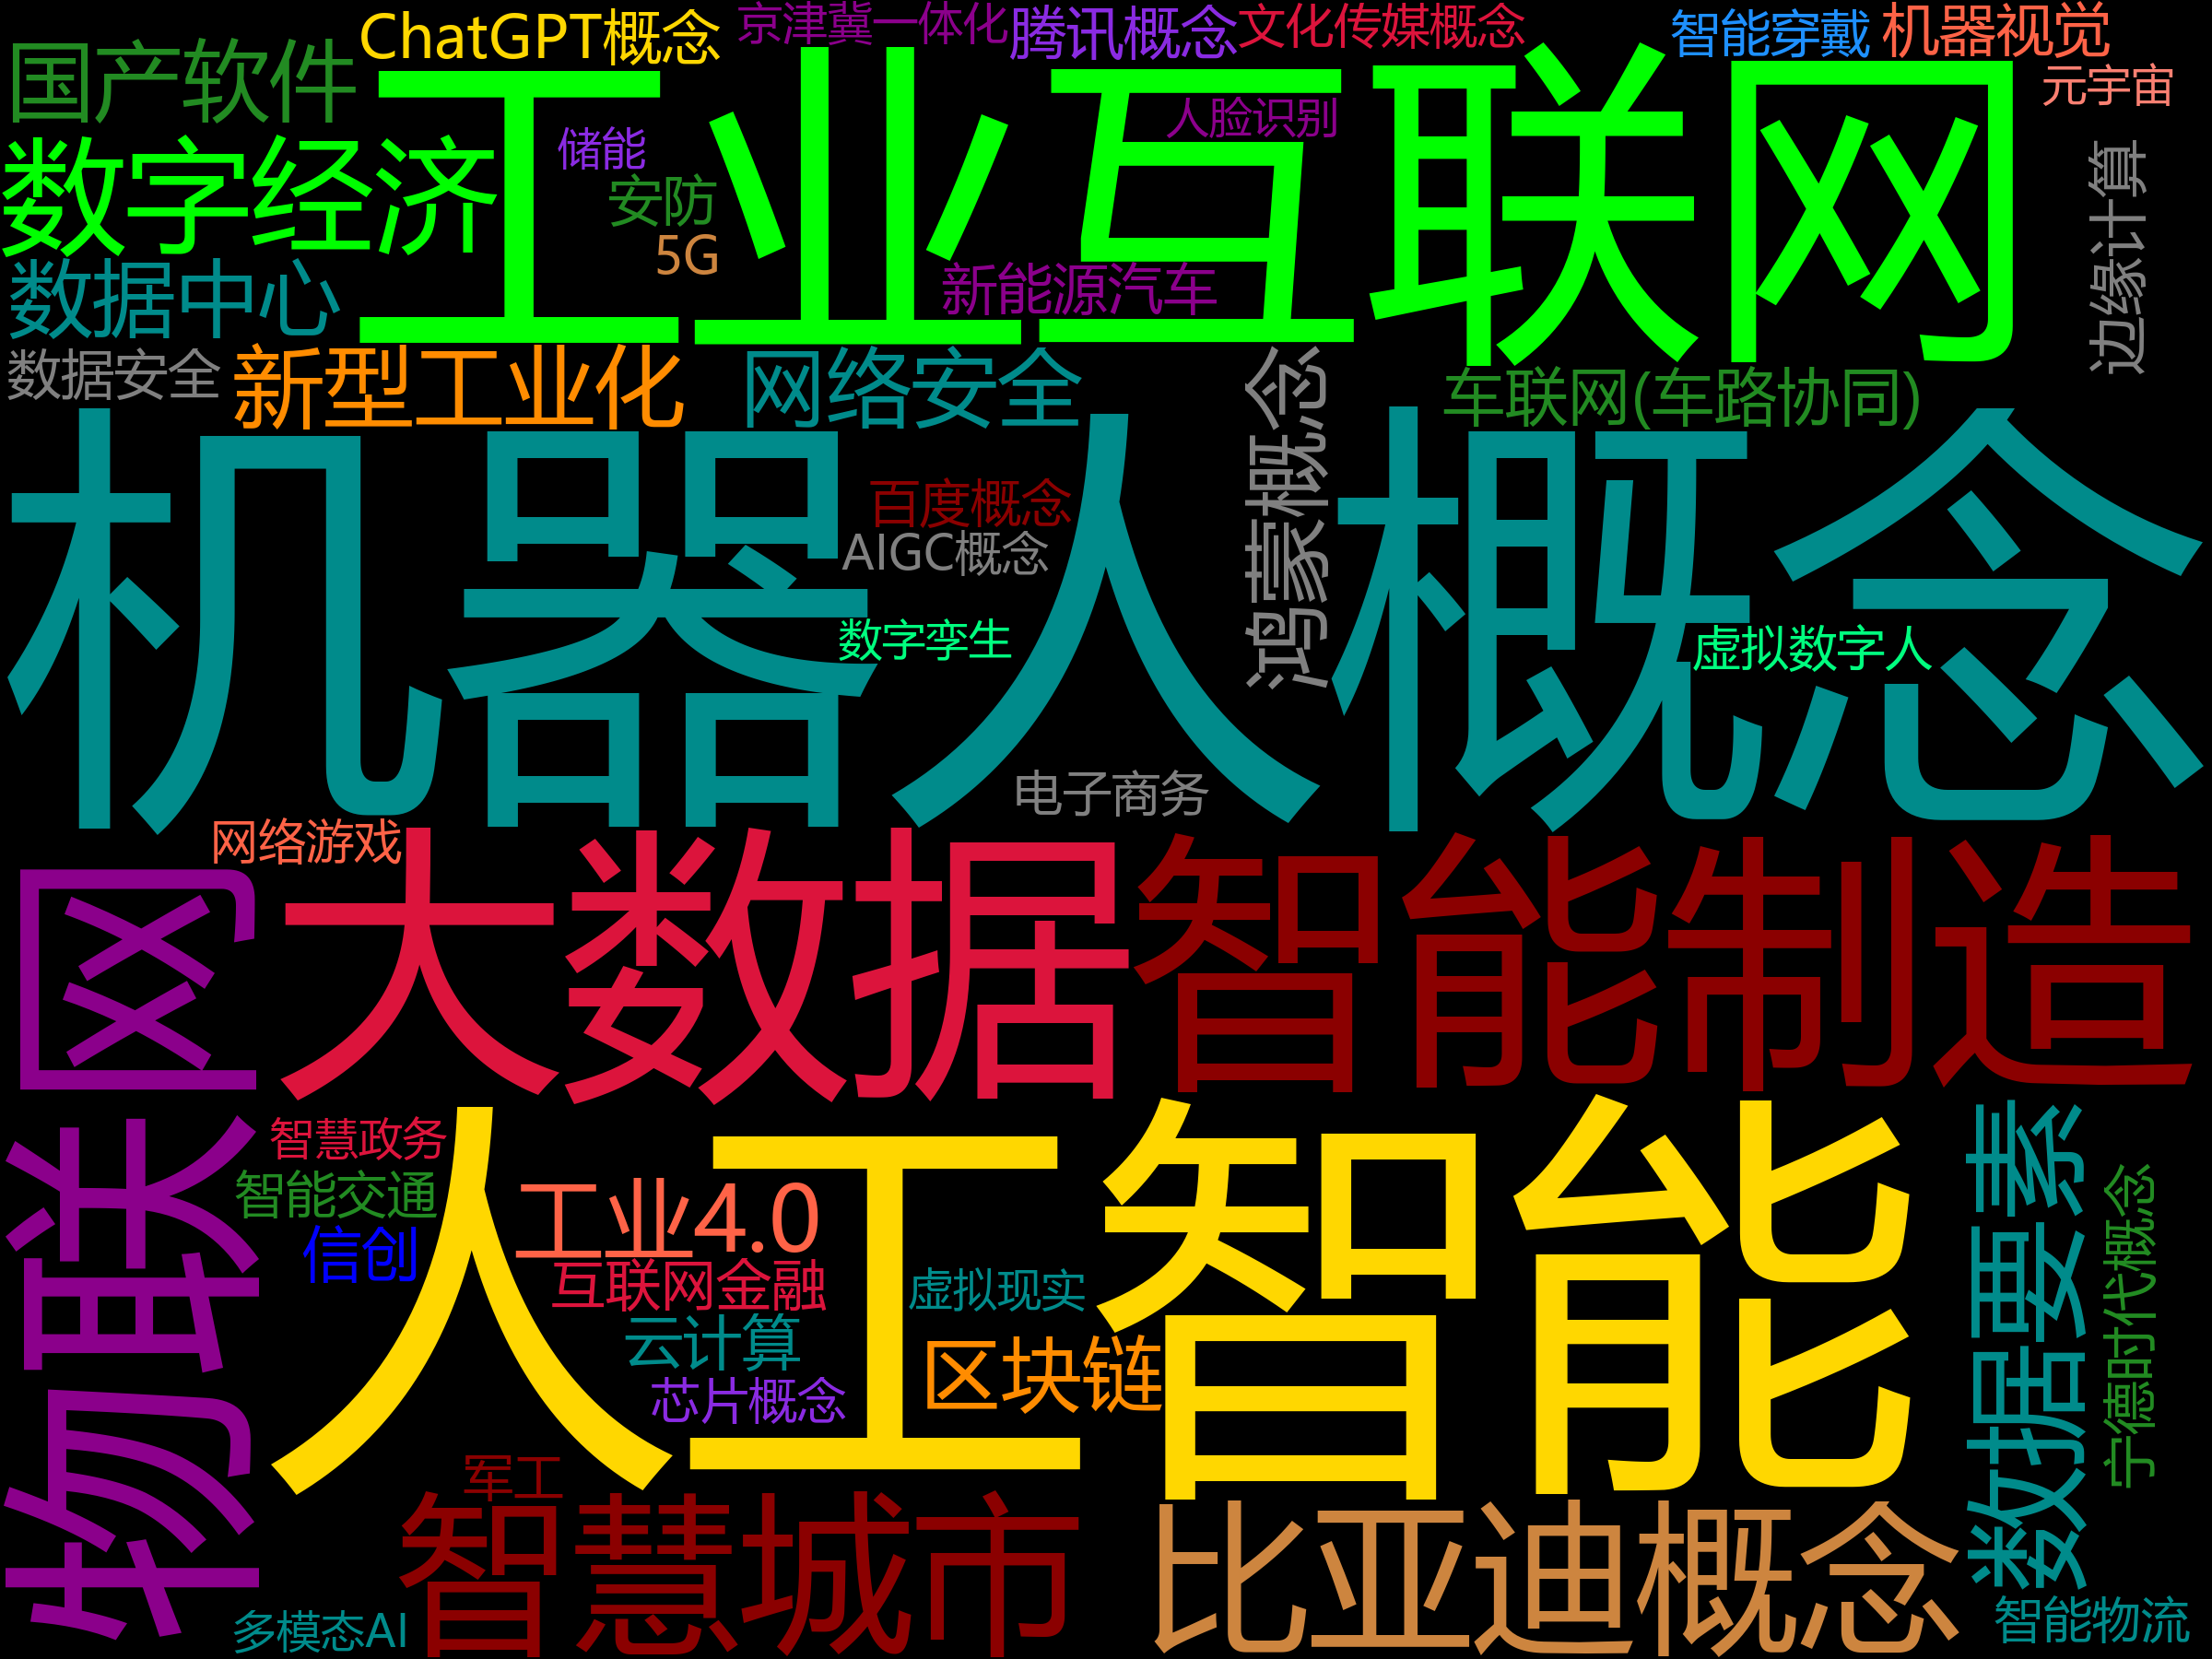 ChatGPT概念
京津冀一体化
腾讯概念
文化传媒概念
智能穿戴
机器视觉
国产软件
工业互联网
元宇宙
人脸识别
储能
数字经济
安防
5G
边缘计算
数据中心
新能源汽车
数据安全
新型工业化
网络安全
鸿蒙概念
车联网(车路协同)
机器人概念
百度概念
AIGC概念
数字孪生
虚拟数字人
电子商务
网络游戏
物联网
大数据
智能制造
智慧政务
智能交通
信创
人工智能
工业4.0
互联网金融
虚拟现实
云计算
区块链
芯片概念
数据要素
宁德时代概念
军工
智慧城市
比亚迪概念
多模态AI
智能物流